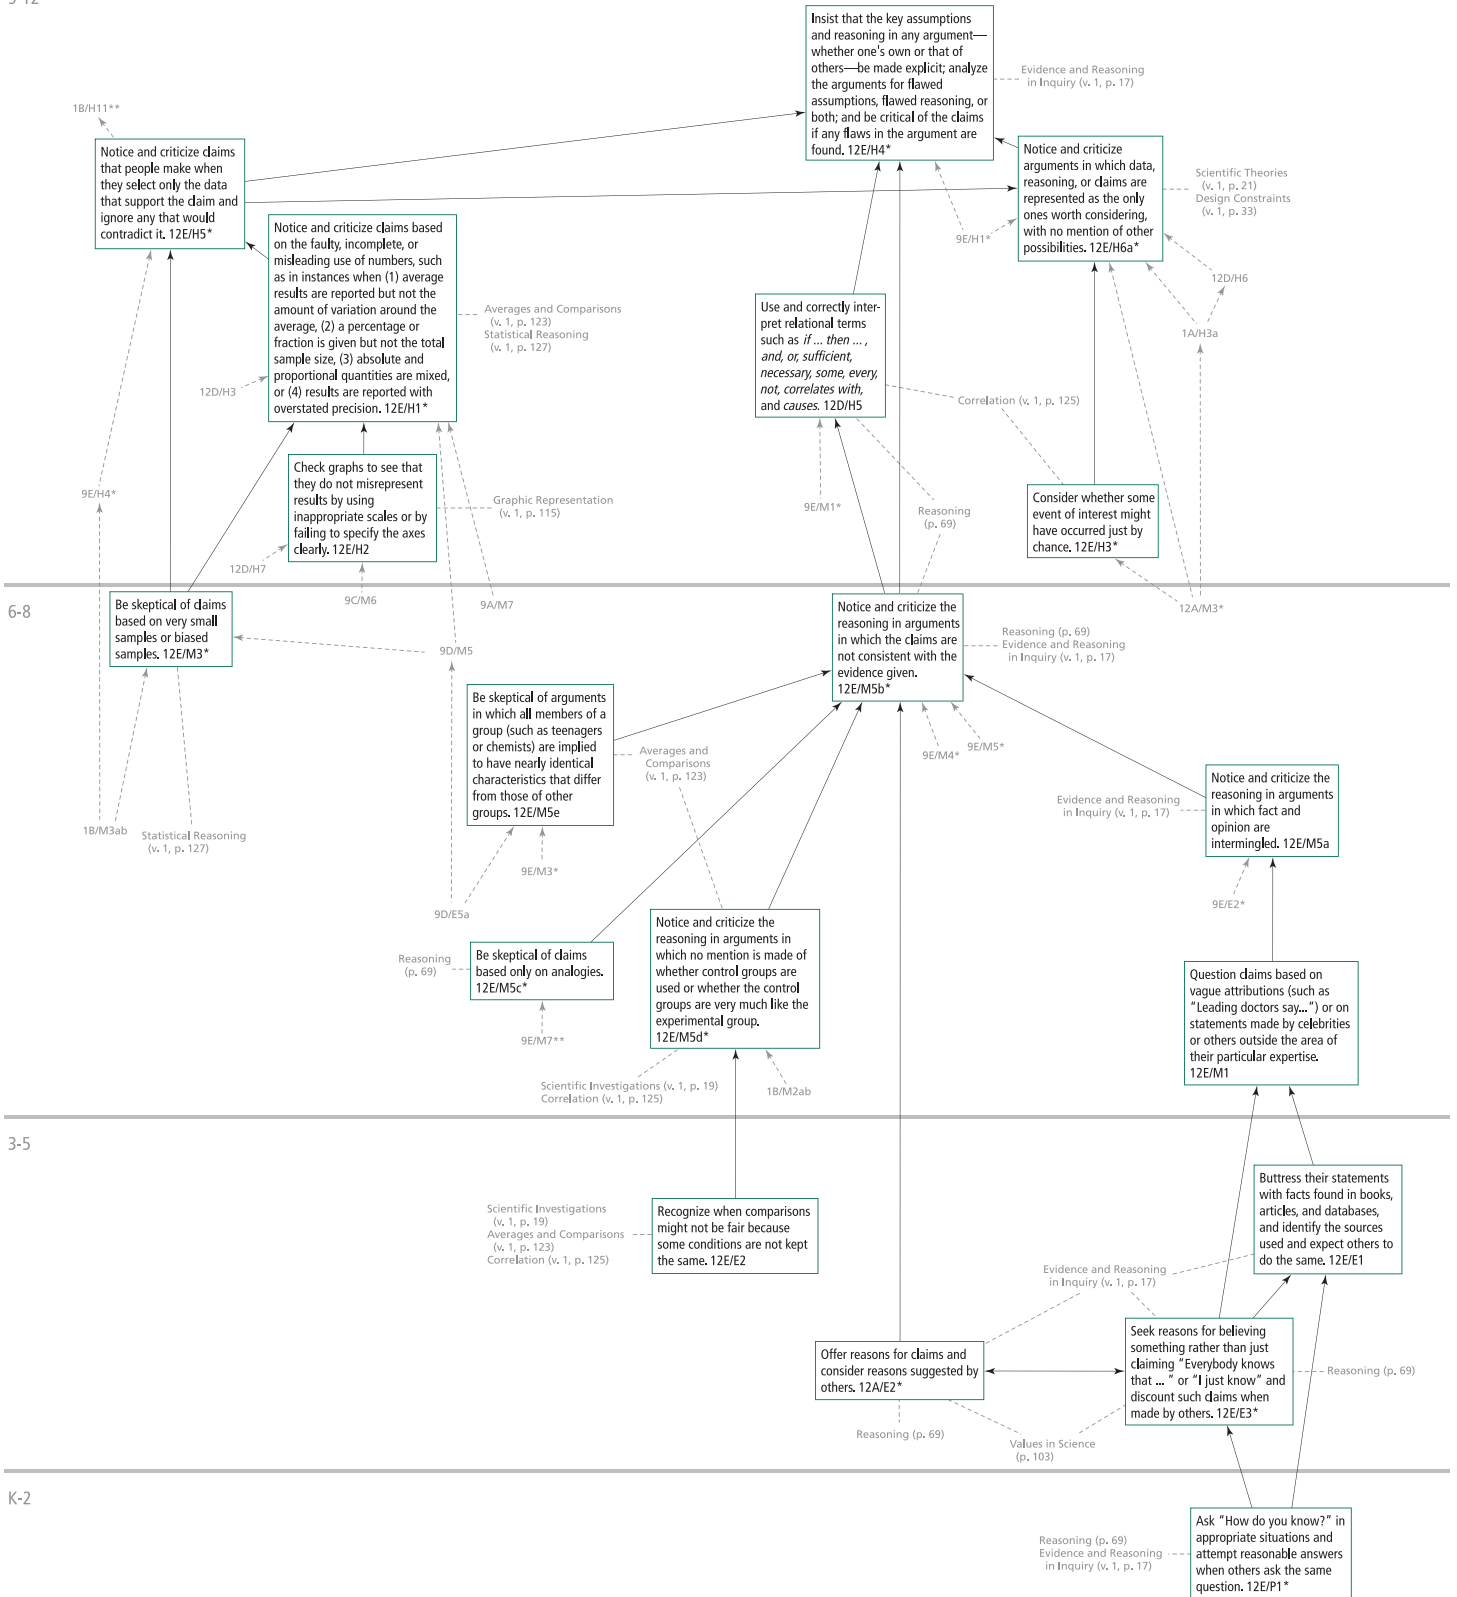 Insist that the key assumptions
and reasoning in any argument—
whether one's own or that of
others—be made explicit; analyze
the arguments for flawed
assumptions, flawed reasoning, or
both; and be critical of the claims
if any flaws in the argument are
found. 12E/H4*
Evidence and Reasoning
in Inquiry (v. 1, p. 17)
1B/H11**
Notice and criticize claims
that people make when
they select only the data
that support the claim and
ignore any that would
contradict it. 12E/H5*
Notice and criticize
arguments in which data,
reasoning, or claims are
represented as the only
ones worth considering,
with no mention of other
possibilities. 12E/H6a*
Scientific Theories
(v. 1, p. 21)
Design Constraints
(v. 1, p. 33)
Notice and criticize claims based
on the faulty, incomplete, or
misleading use of numbers, such
as in instances when (1) average
results are reported but not the
amount of variation around the
average, (2) a percentage or
fraction is given but not the total
sample size, (3) absolute and
proportional quantities are mixed,
or (4) results are reported with
overstated precision. 12E/H1*
Averages and Comparisons
(v. 1, p. 123)
Statistical Reasoning
(v. 1, p. 127)
9E/H1*
12D/H6
1A/H3a
Use and correctly inter-
pret relational terms
such as if ... then ... ,
and, or, sufficient,
necessary, some, every,
not, correlates with,
and causes. 12D/H5
12D/H3
Correlation (v. 1, p. 125)
Check graphs to see that
they do not misrepresent
results by using
inappropriate scales or by
failing to specify the axes
clearly. 12E/H2
Graphic Representation
(v. 1, p. 115)
9E/H4*
9E/M1*
Reasoning
(p. 69)
Consider whether some
event of interest might
have occurred just by
chance. 12E/H3*
12D/H7
9C/M6
9A/M7
12A/M3*
6-8
Be skeptical of claims
based on very small
samples or biased
samples. 12E/M3*
9D/M5
Notice and criticize the
reasoning in arguments
in which the claims are
not consistent with the
evidence given.
12E/M5b*
Reasoning (p. 69)
Evidence and Reasoning
in Inquiry (v. 1, p. 17)
Be skeptical of arguments
in which all members of a
group (such as teenagers
or chemists) are implied
to have nearly identical
characteristics that differ
from those of other
groups. 12E/M5e
Averages and
Comparisons
(v. 1, p. 123)
9E/M4*
9E/M5*
Notice and criticize the
reasoning in arguments
in which fact and
opinion are
intermingled. 12E/M5a
Evidence and Reasoning
in Inquiry (v. 1, p. 17)
1B/M3ab
Statistical Reasoning
(v. 1, p. 127)
9E/M3*
9E/E2*
9D/E5a
Reasoning
(p. 69)
Be skeptical of claims
based only on analogies.
12E/M5c*
Notice and criticize the
reasoning in arguments in
which no mention is made of
whether control groups are
used or whether the control
groups are very much like the
experimental group.
12E/M5d*
Question claims based on
vague attributions (such as
“Leading doctors say...”) or on
statements made by celebrities
or others outside the area of
their particular expertise.
12E/M1
9E/M7**
Scientific Investigations (v. 1, p. 19)
Correlation (v. 1, p. 125)
1B/M2ab
3-5
Buttress their statements
with facts found in books,
articles, and databases,
and identify the sources
used and expect others to
do the same. 12E/E1
Scientific Investigations
(v. 1, p. 19)
Averages and Comparisons
(v. 1, p. 123)
Correlation (v. 1, p. 125)
Recognize when comparisons
might not be fair because
some conditions are not kept
the same. 12E/E2
Evidence and Reasoning
in Inquiry (v. 1, p. 17)
Offer reasons for claims and
consider reasons suggested by
others. 12A/E2*
Seek reasons for believing
something rather than just
claiming “Everybody knows
that ... ” or “I just know” and
discount such claims when
made by others. 12E/E3*
Reasoning (p. 69)
Reasoning (p. 69)
Values in Science
(p. 103)
K-2
Ask “How do you know?” in
appropriate situations and
attempt reasonable answers
when others ask the same
question. 12E/P1*
Reasoning (p. 69)
Evidence and Reasoning
in Inquiry (v. 1, p. 17)